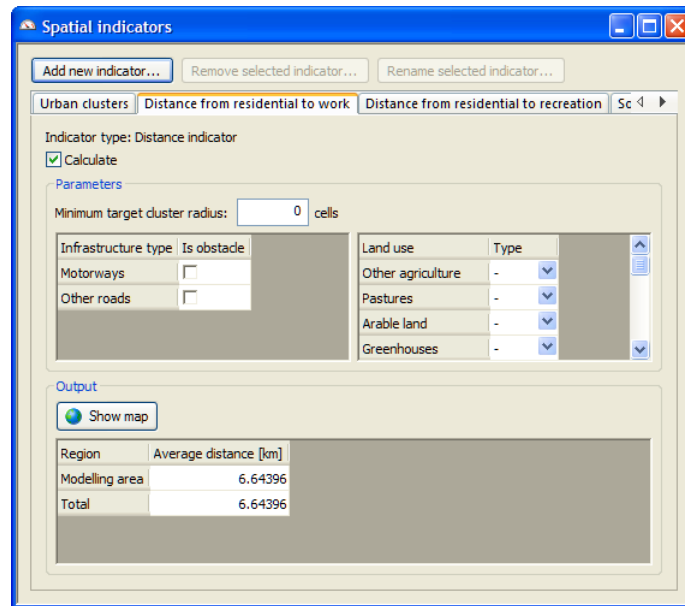 Spatial indicators
Add new indicator... Remove selected indicator... Rename selected indicator...
Urban clusters Distance from residential to work Distance from residential to recreation Sc
Indicator type: Distance indicator
Calculate
Parameters
Minimum target cluster radius: 0 cells
Infrastructure type Is obstacle
Motorways
Other roads
Land use Type
Other agriculture -
Pastures -
Arable land -
Greenhouses -
Output
Show map
Region Average distance [km]
Modelling area 6.64396
Total 6.64396